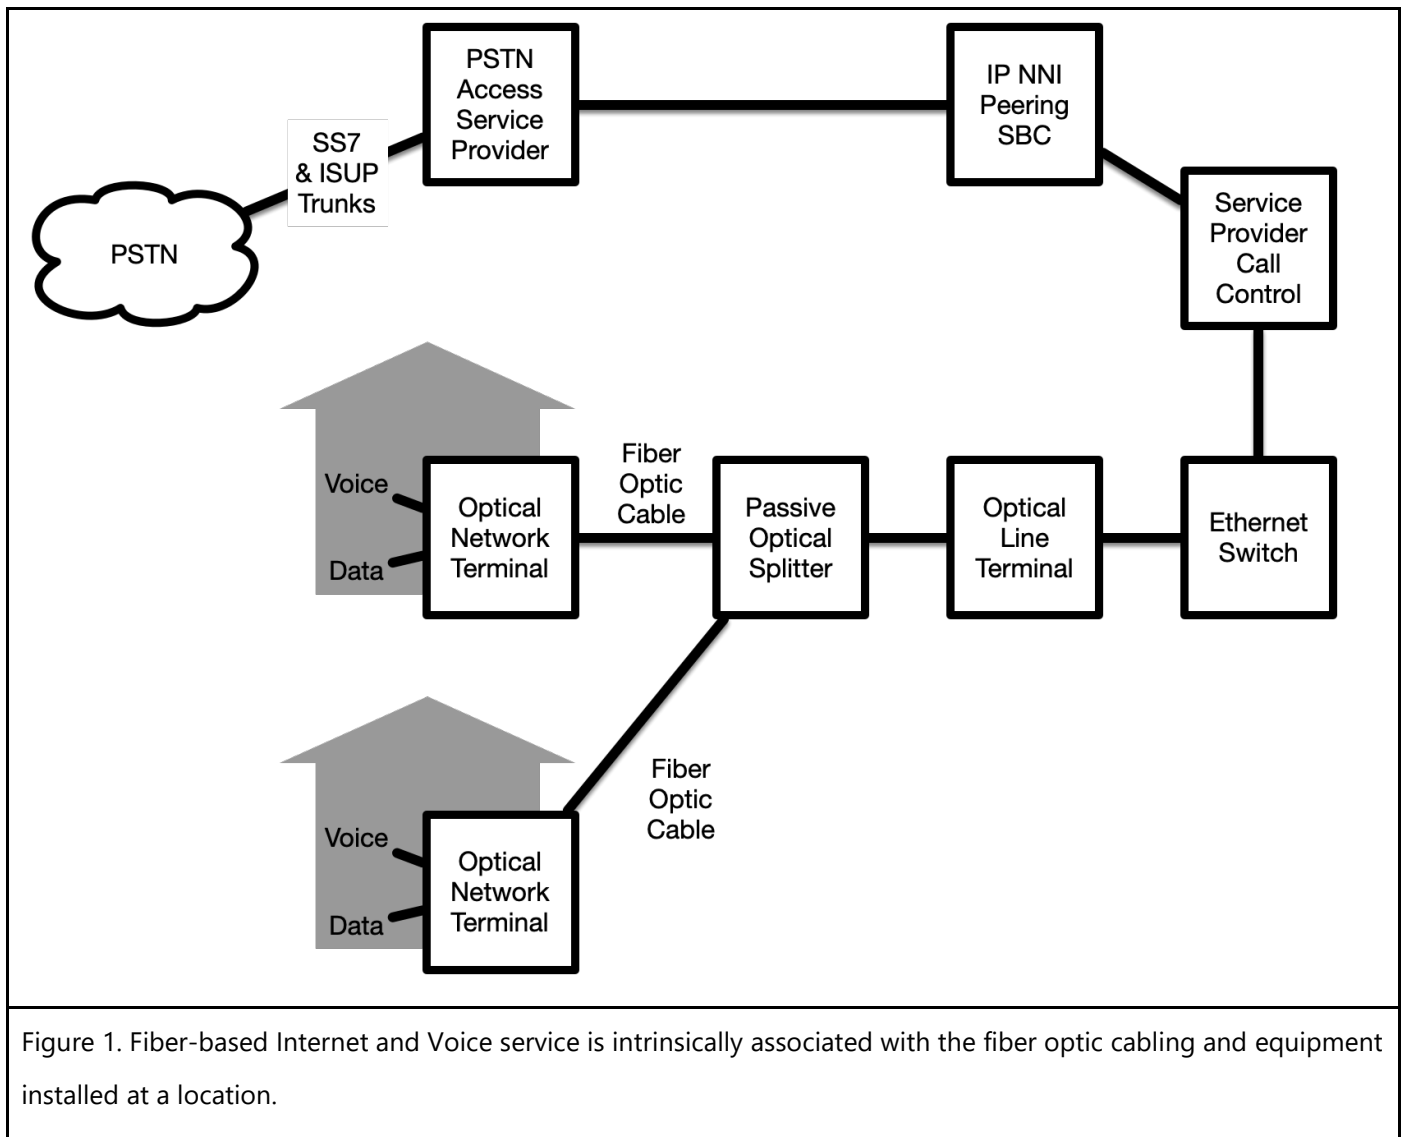 PSTN
Access
Service
Provider
IP NNI
Peering
SBC
SS7
& ISUP
Trunks
PSTN
Service
Provider
Call
Control
Voice
Data
Optical
Network
Terminal
Fiber
Optic
Cable
Passive
Optical
Splitter
Optical
Line
Terminal
Ethernet
Switch
Voice
Data
Optical
Network
Terminal
Fiber
Optic
Cable
Figure 1. Fiber-based Internet and Voice service is intrinsically associated with the fiber optic cabling and equipment
installed at a location.